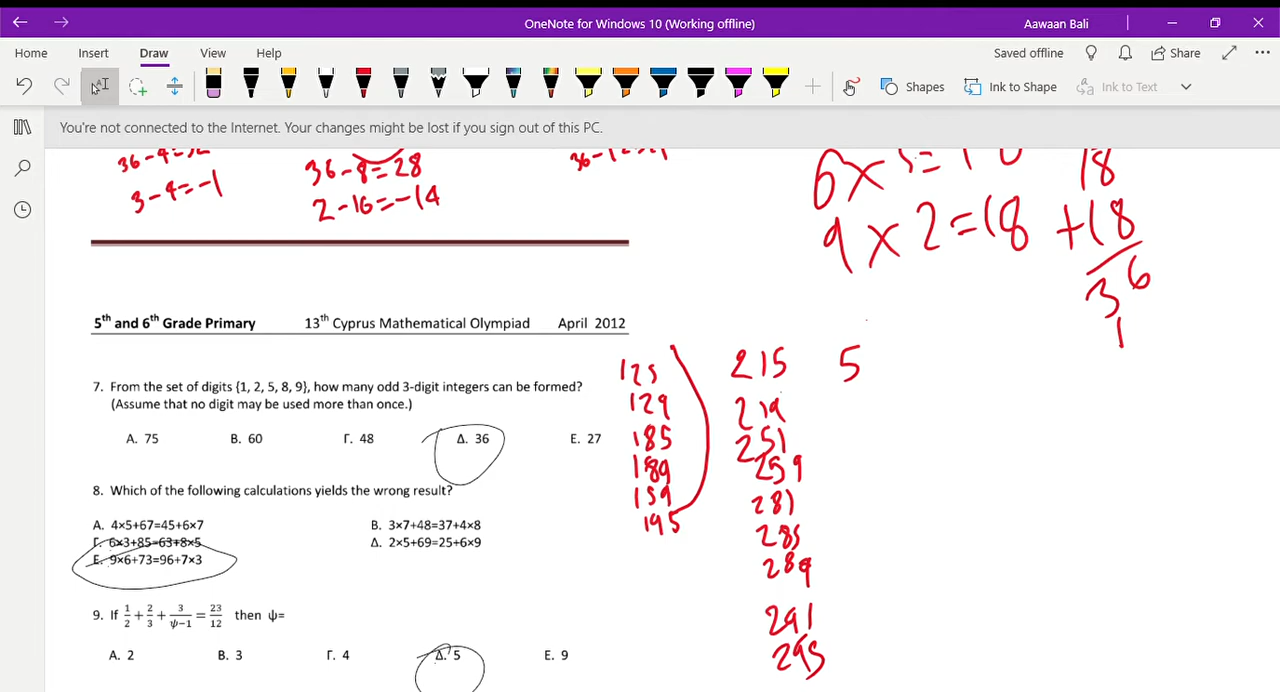 OneNote for Windows 10 (Working offline)
Aawaan Bali
Home Insert Draw View Help
Saved offline
Share
Shapes
Ink to Shape
Ink to Text
You're not connected to the Internet. Your changes might be lost if you sign out of this PC.
3-4=-1
36-8=28
2-16=-14
18
9×2=18
+18
36
1
5th and 6th Grade Primary 13th Cyprus Mathematical Olympiad April 2012
7. From the set of digits {1, 2, 5, 8, 9}, how many odd 3-digit integers can be formed?
(Assume that no digit may be used more than once.)
A. 75 B. 60 Γ. 48 Δ. 36 E. 27
125
129
185
189
159
195
215
219
251
259
281
285
289
291
295
5
8. Which of the following calculations yields the wrong result?
A. 4×5+67=45+6×7 B. 3×7+48=37+4×8
Γ. 6×3+85=63+8×5 Δ. 2×5+69=25+6×9
E. 9×6+73=96+7×3
9. If 1/2 + 2/3 + 3/ψ−1 = 23/12 then ψ=
A. 2 B. 3 Γ. 4 Δ. 5 E. 9